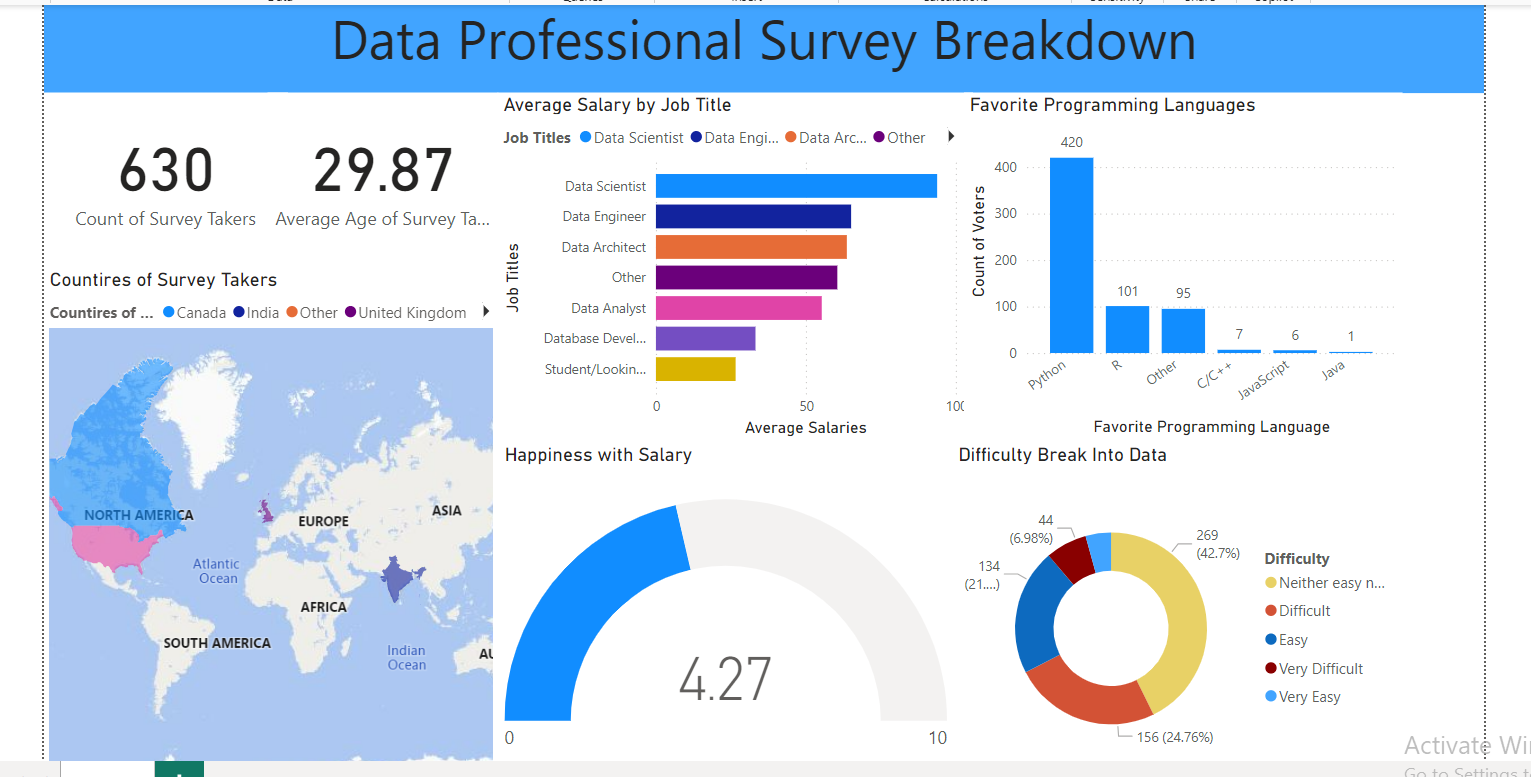 Data Professional Survey Breakdown
630
Count of Survey Takers
29.87
Average Age of Survey Ta...
Countires of Survey Takers
Countires of ... Canada India Other United Kingdom
NORTH AMERICA
EUROPE
ASIA
Atlantic
Ocean
AFRICA
SOUTH AMERICA
Indian
Ocean
AU
Average Salary by Job Title
Job Titles Data Scientist Data Engi... Data Arc... Other
Job Titles
Data Scientist
Data Engineer
Data Architect
Other
Data Analyst
Database Devel...
Student/Lookin...
0 50 100
Average Salaries
Favorite Programming Languages
Count of Voters
400
300
200
100
0
420
101
95
7
6
1
Python
R
Other
C/C++
JavaScript
Java
Favorite Programming Language
Happiness with Salary
4.27
0
10
Difficulty Break Into Data
44
(6.98%)
134
(21....)
269
(42.7%)
156 (24.76%)
Difficulty
Neither easy n...
Difficult
Easy
Very Difficult
Very Easy
Activate Wi
Go to Settings t